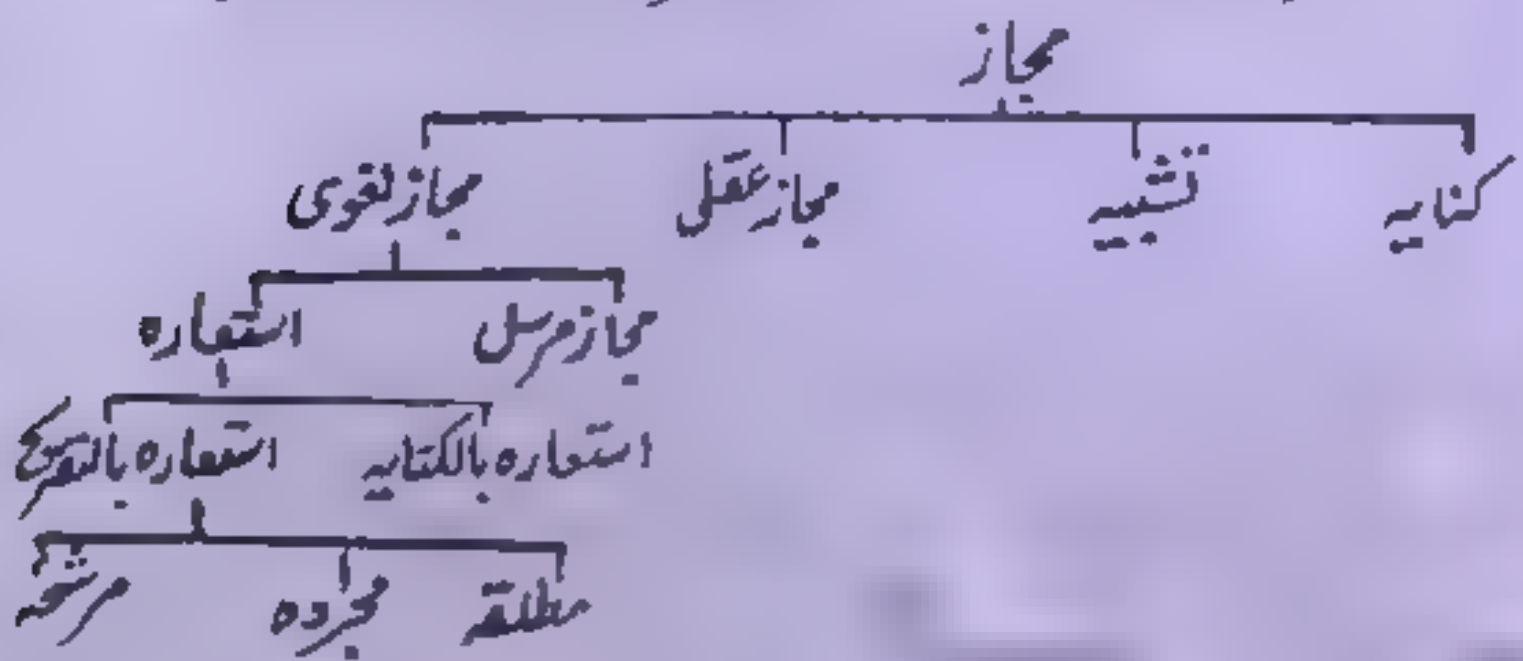 مجاز
کنایہ تشبیہ مجاز عقلی مجاز لغوی
مجاز مرسل استعارہ
استعارہ بالکنایہ استعارہ بالتصریح
مطلقہ مجردہ مرشحہ